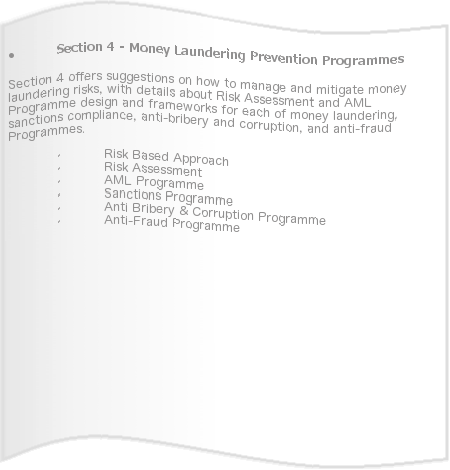 • Section 4 - Money Laundering Prevention Programmes
Section 4 offers suggestions on how to manage and mitigate money
laundering risks, with details about Risk Assessment and AML
Programme design and frameworks for each of money laundering,
sanctions compliance, anti-bribery and corruption, and anti-fraud
Programmes.
· Risk Based Approach
· Risk Assessment
· AML Programme
· Sanctions Programme
· Anti Bribery & Corruption Programme
· Anti-Fraud Programme